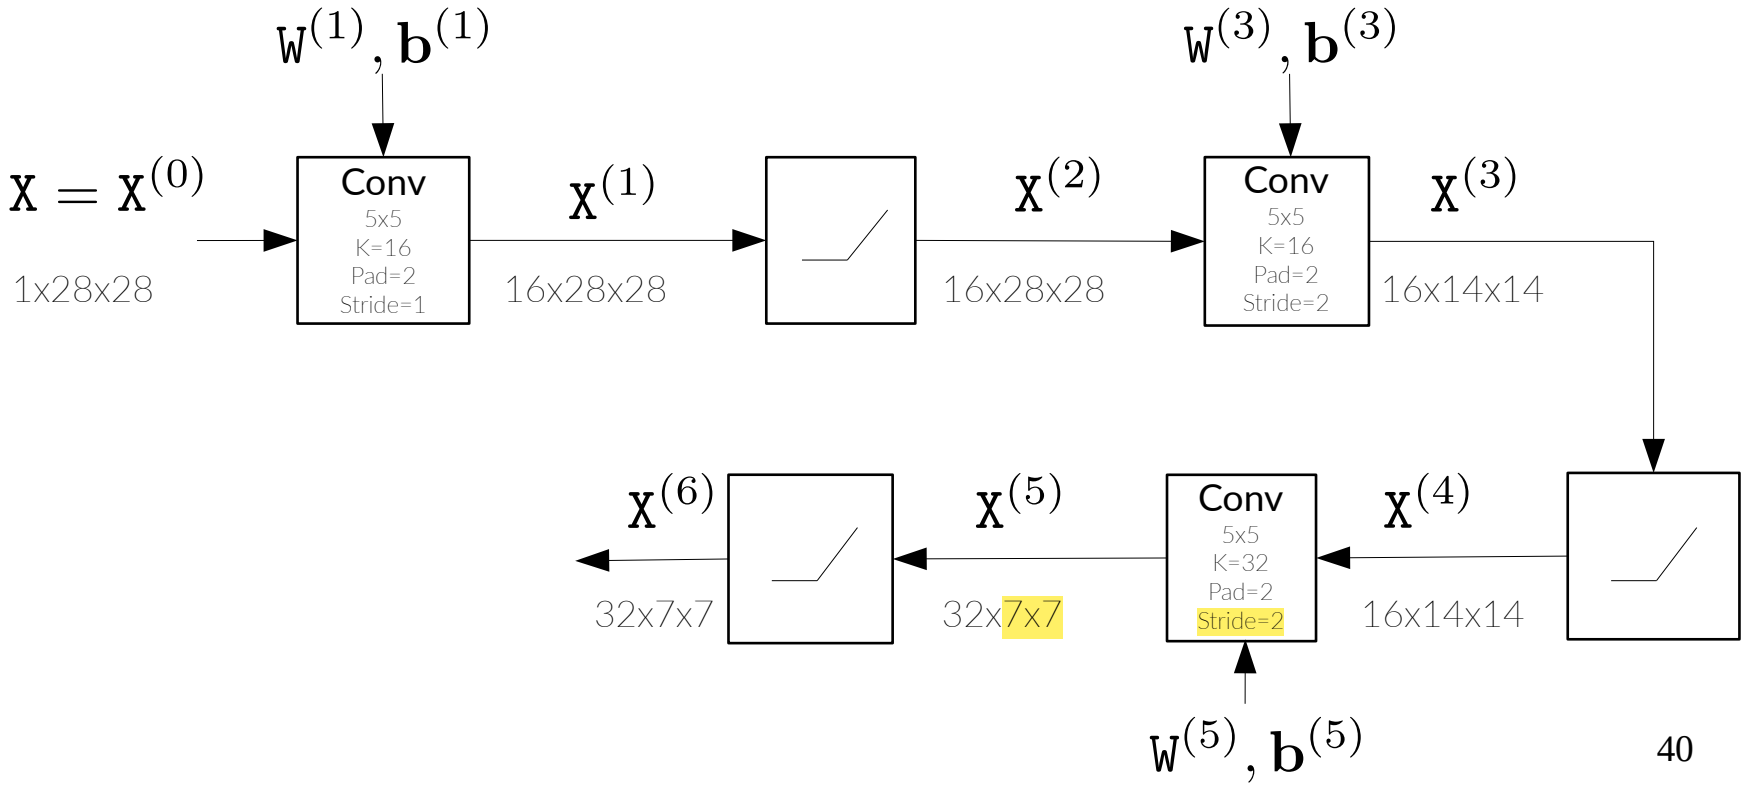 W⁽¹⁾, b⁽¹⁾
W⁽³⁾, b⁽³⁾
X = X⁽⁰⁾
1x28x28
Conv
5x5
K=16
Pad=2
Stride=1
X⁽¹⁾
16x28x28
X⁽²⁾
16x28x28
Conv
5x5
K=16
Pad=2
Stride=2
X⁽³⁾
16x14x14
X⁽⁴⁾
16x14x14
Conv
5x5
K=32
Pad=2
Stride=2
W⁽⁵⁾, b⁽⁵⁾
X⁽⁵⁾
32x7x7
X⁽⁶⁾
32x7x7
40